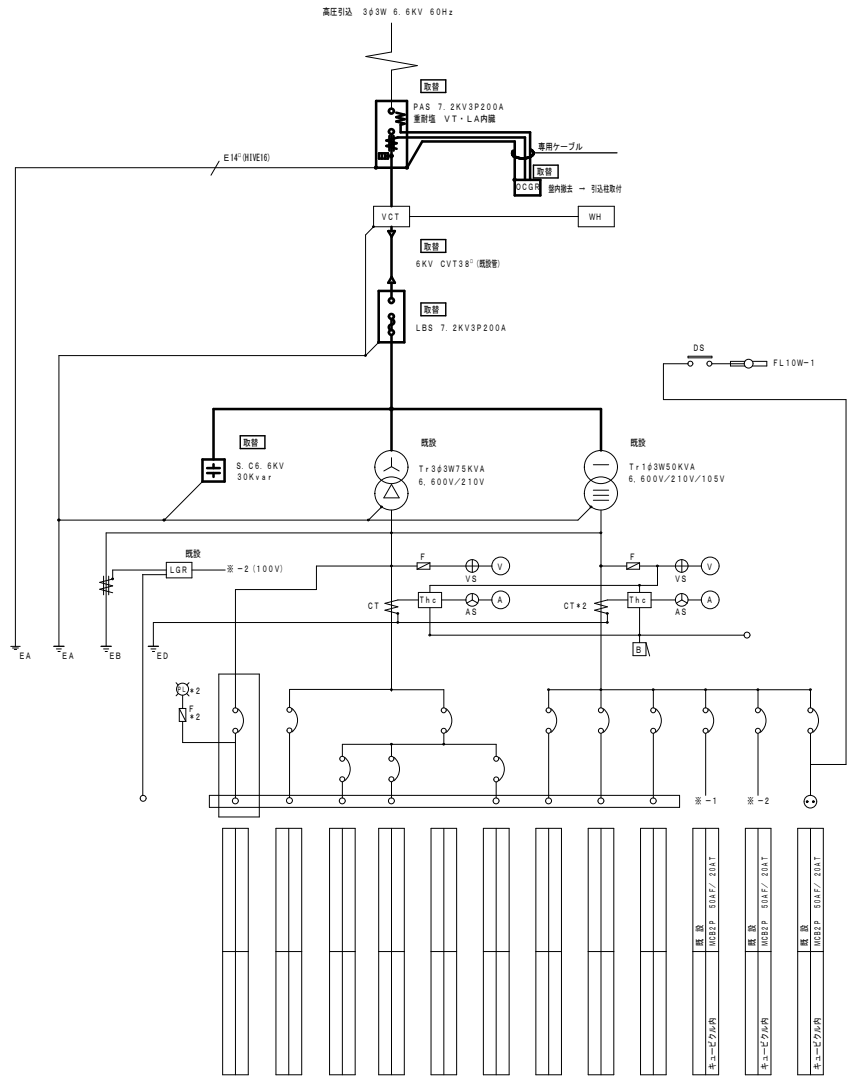 高圧引込 3φ3W 6.6KV 60Hz
取替
PAS 7.2KV3P200A
重耐塩 VT・LA内臓
E14□(HIVE16)
専用ケーブル
取替
OCGR
盤内撤去 → 引込柱取付
VCT
WH
取替
6KV CVT38□(既設管)
取替
LBS 7.2KV3P200A
DS
FL10W-1
取替
S.C6.6KV
30Kvar
既設
Tr3φ3W75KVA
6,600V/210V
既設
Tr1φ3W50KVA
6,600V/210V/105V
既設
LGR
※-2(100V)
F
VS
V
F
VS
V
CT
Thc
AS
A
CT*2
Thc
AS
A
B
EA
EA
EB
ED
PL
*2
F
*2
※-1
※-2
既設
MCB2P 50AF/ 20AT
キュービクル内
既設
MCB2P 50AF/ 20AT
キュービクル内
既設
MCB2P 50AF/ 20AT
キュービクル内